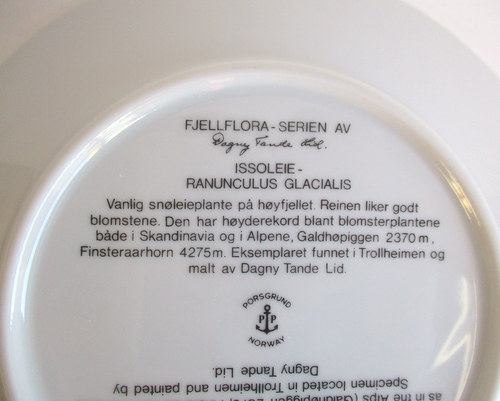 FJELLFLORA - SERIEN AV
Dagny Tande Lid.
ISSOLEIE -
RANUNCULUS GLACIALIS
Vanlig snøleieplante på høyfjellet. Reinen liker godt
blomstene. Den har høyderekord blant blomsterplantene
både i Skandinavia og i Alpene, Galdhøpiggen 2370 m,
Finsteraarhorn 4275 m. Eksemplaret funnet i Trollheimen og
malt av Dagny Tande Lid.
PORSGRUND
P P
NORWAY
as in the Alps (Galdhøpiggen
Specimen located in Trollheimen and painted by
Dagny Tande Lid.